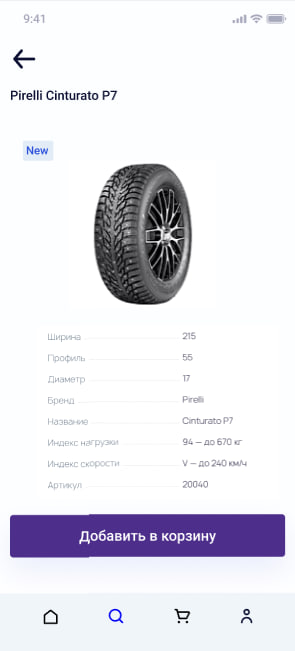 9:41
Pirelli Cinturato P7
New
Ширина 215
Профиль 55
Диаметр 17
Бренд Pirelli
Название Cinturato P7
Индекс нагрузки 94 — до 670 кг
Индекс скорости V — до 240 км/ч
Артикул 20040
Добавить в корзину